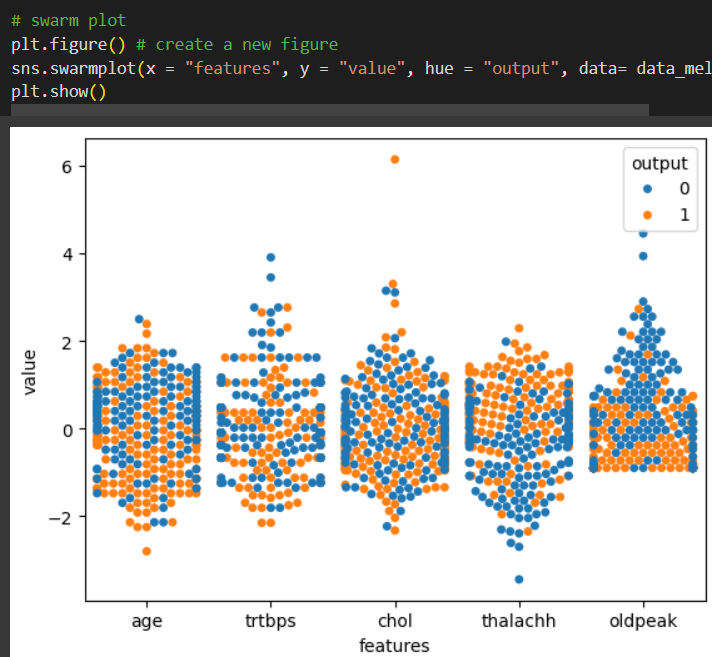 # swarm plot
plt.figure() # create a new figure
sns.swarmplot(x = "features", y = "value", hue = "output", data= data_mel
plt.show()
output
0
1
6
4
2
0
−2
value
age trtbps chol thalachh oldpeak
features